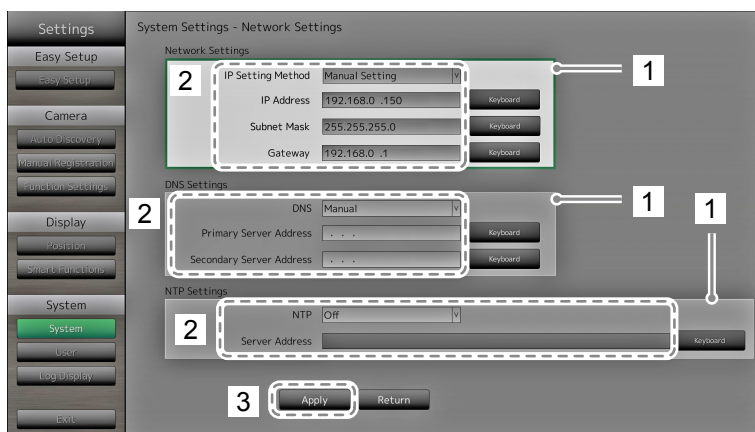 Settings
System Settings - Network Settings
Easy Setup
Easy Setup
Camera
Auto Discovery
Manual Registration
Function Settings
Display
Position
Smart Functions
System
System
User
Log Display
Exit
Network Settings
1
2
IP Setting Method Manual Setting
IP Address 192.168.0 .150 Keyboard
Subnet Mask 255.255.255.0 Keyboard
Gateway 192.168.0 .1 Keyboard
DNS Settings
1
2
DNS Manual
Primary Server Address . . . Keyboard
Secondary Server Address . . . Keyboard
NTP Settings
1
2
NTP Off
Server Address Keyboard
3
Apply Return